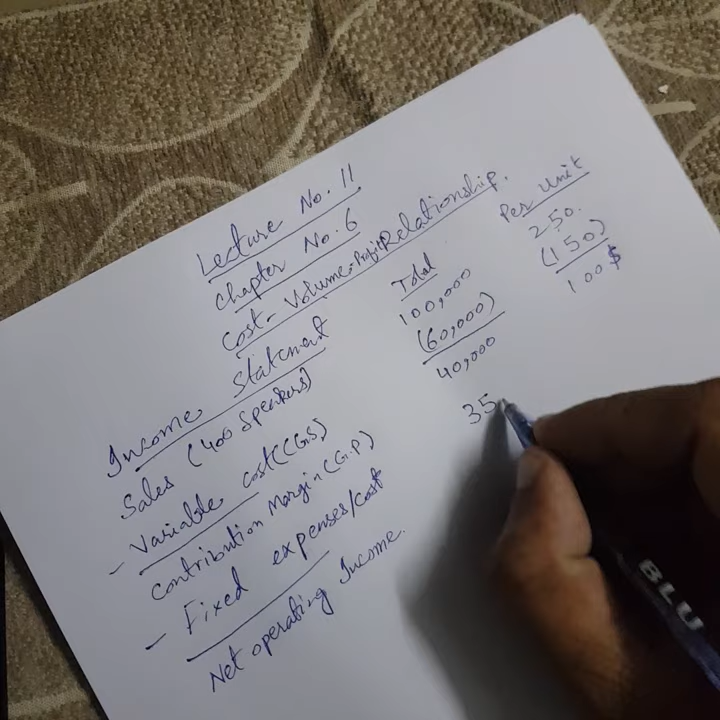 Lecture No. 11
Chapter No. 6
Cost-Volume-Profit Relationship.
Income Statement Total Per Unit
Sales (400 Speakers) 100,000 250.
- Variable cost (CGS) (60,000) (150)
Contribution Margin (G.P) 40,000 100$
- Fixed expenses/cost 35
Net operating Income.
BLU